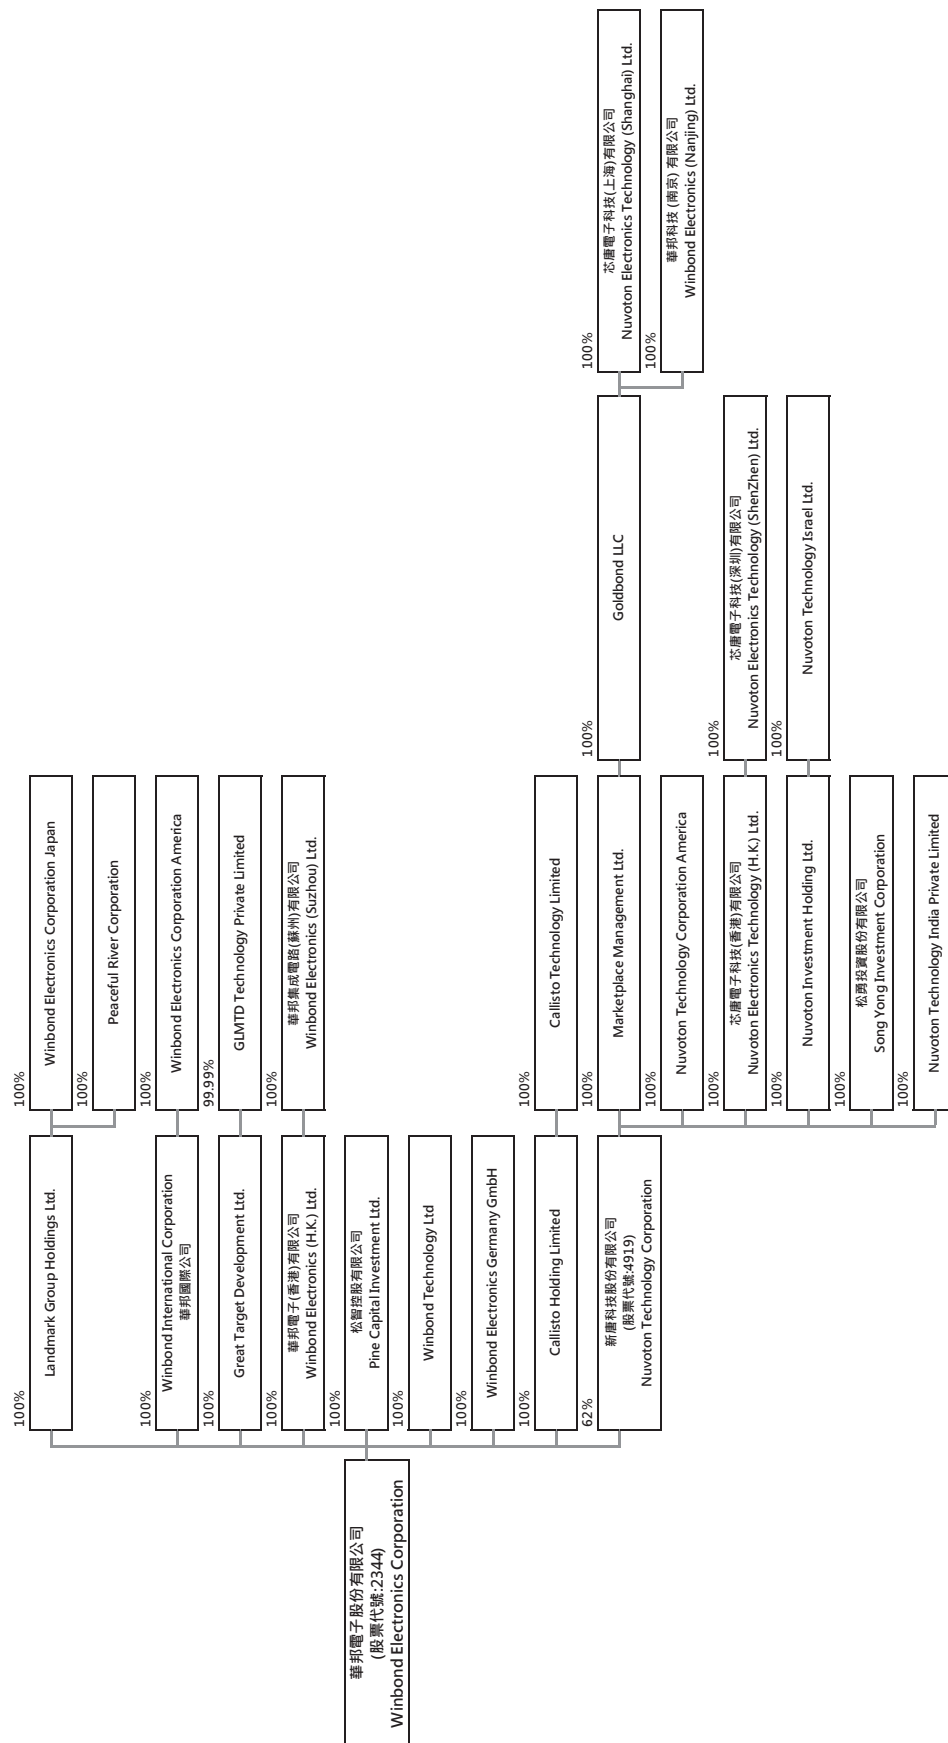 華邦電子股份有限公司
(股票代號:2344)
Winbond Electronics Corporation
100%
Landmark Group Holdings Ltd.
100%
Winbond International Corporation
華邦國際公司
100%
Great Target Development Ltd.
100%
華邦電子(香港)有限公司
Winbond Electronics (H.K.) Ltd.
100%
松智控股有限公司
Pine Capital Investment Ltd.
100%
Winbond Technology Ltd
100%
Winbond Electronics Germany GmbH
100%
Callisto Holding Limited
62%
新唐科技股份有限公司
(股票代號:4919)
Nuvoton Technology Corporation
100%
Winbond Electronics Corporation Japan
100%
Peaceful River Corporation
100%
Winbond Electronics Corporation America
99.99%
GLMTD Technology Private Limited
100%
華邦集成電路(蘇州)有限公司
Winbond Electronics (Suzhou) Ltd.
100%
Callisto Technology Limited
100%
Marketplace Management Ltd.
100%
Nuvoton Technology Corporation America
100%
芯唐電子科技(香港)有限公司
Nuvoton Electronics Technology (H.K.) Ltd.
100%
Nuvoton Investment Holding Ltd.
100%
松勇投資股份有限公司
Song Yong Investment Corporation
100%
Nuvoton Technology India Private Limited
100%
Goldbond LLC
100%
芯唐電子科技(深圳)有限公司
Nuvoton Electronics Technology (ShenZhen) Ltd.
100%
Nuvoton Technology Israel Ltd.
100%
芯唐電子科技(上海)有限公司
Nuvoton Electronics Technology (Shanghai) Ltd.
100%
華邦科技 (南京) 有限公司
Winbond Electronics (Nanjing) Ltd.